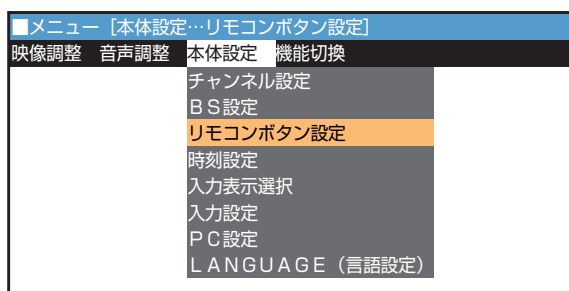 ■メニュー [本体設定…リモコンボタン設定]
映像調整 音声調整 本体設定 機能切換
チャンネル設定
ＢＳ設定
リモコンボタン設定
時刻設定
入力表示選択
入力設定
ＰＣ設定
ＬＡＮＧＵＡＧＥ（言語設定）